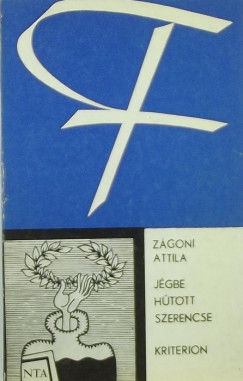 ZÁGONI
ATTILA
JÉGBE
HŰTÖTT
SZERENCSE
KRITERION
NTA